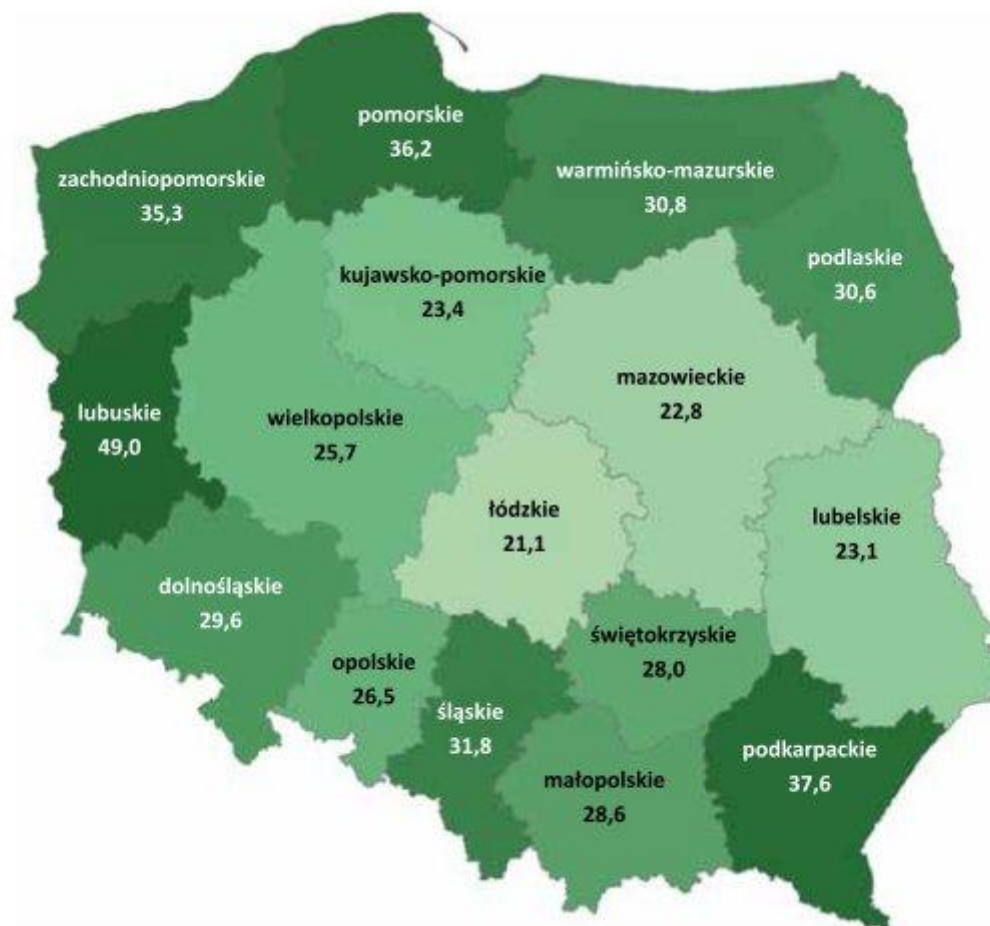 pomorskie
36,2
zachodniopomorskie
35,3
warmińsko-mazurskie
30,8
podlaskie
30,6
kujawsko-pomorskie
23,4
mazowieckie
22,8
lubuskie
49,0
wielkopolskie
25,7
łódzkie
21,1
lubelskie
23,1
dolnośląskie
29,6
opolskie
26,5
świętokrzyskie
28,0
śląskie
31,8
małopolskie
28,6
podkarpackie
37,6